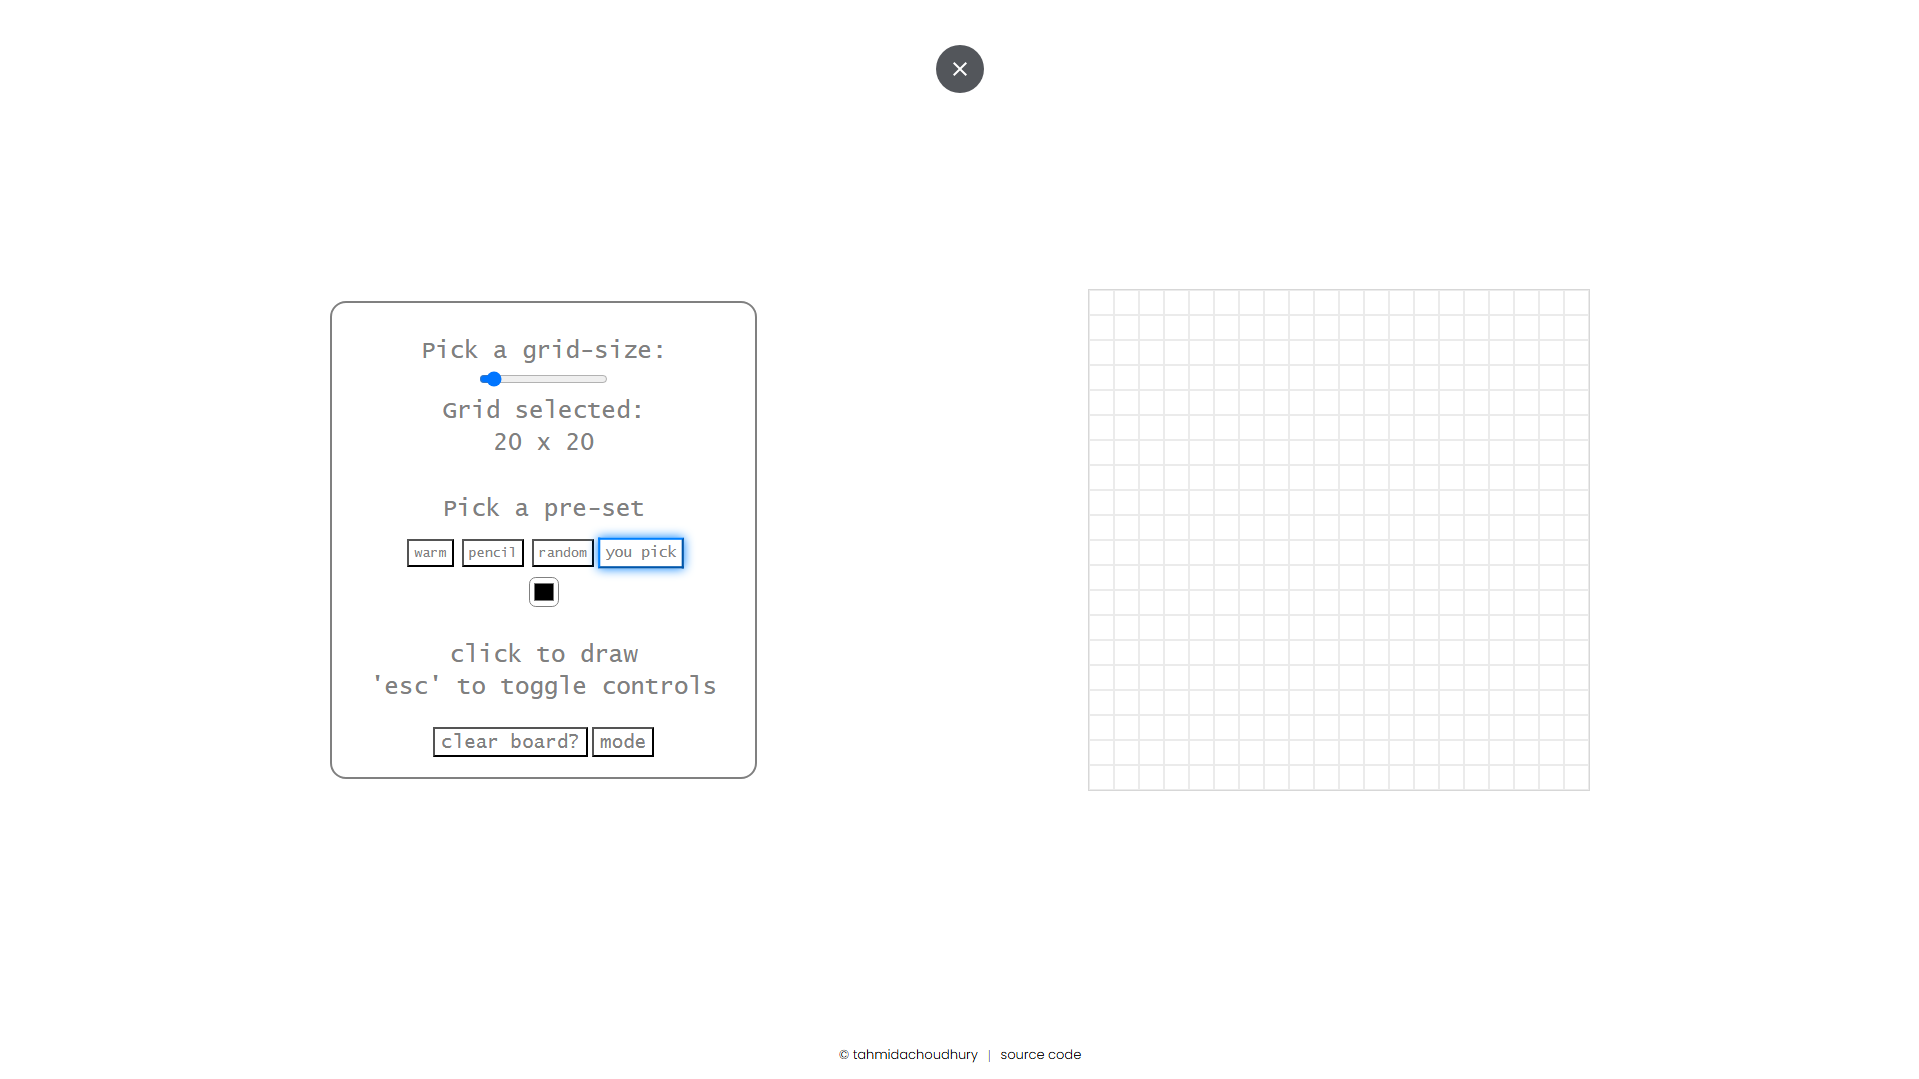 Pick a grid-size:
Grid selected:
20 x 20
Pick a pre-set
warm pencil random you pick
click to draw
'esc' to toggle controls
clear board? mode
© tahmidachoudhury | source code